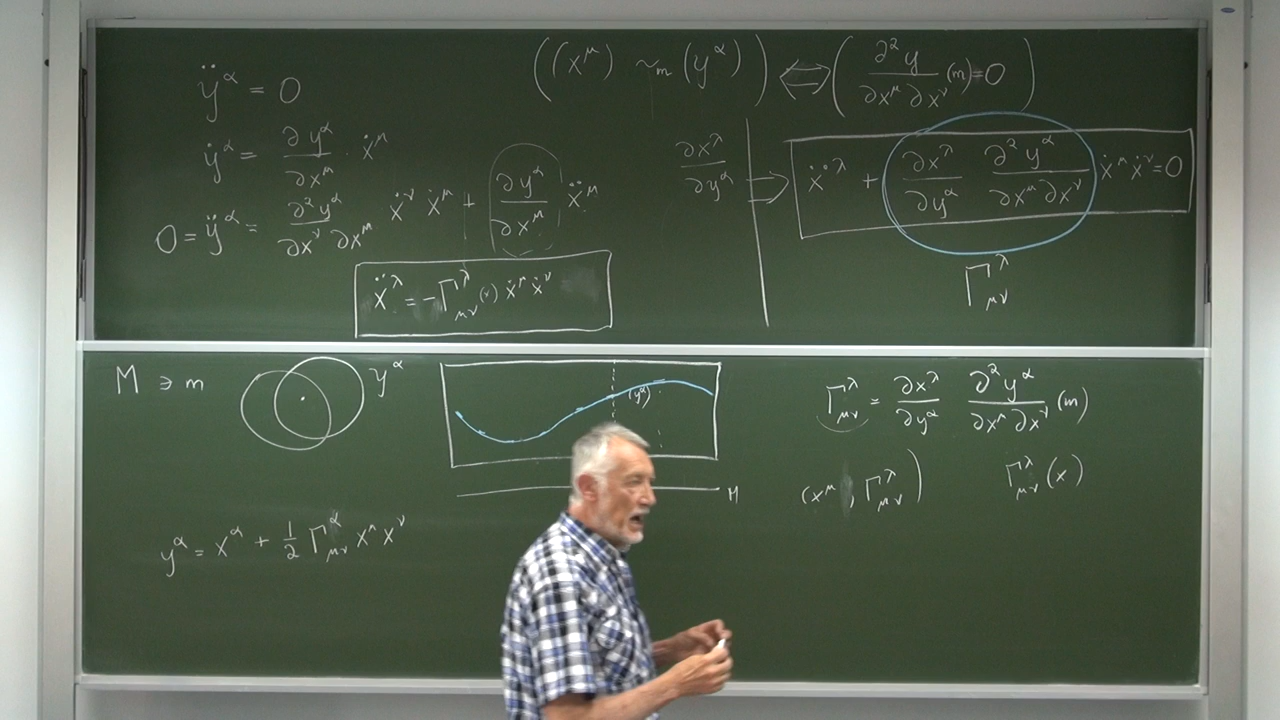 ÿ^α = 0
ẏ^α = ∂y^α/∂x^μ · ẋ^μ
0 = ÿ^α = ∂²y^α/∂x^ν∂x^μ ẋ^ν ẋ^μ + ∂y^α/∂x^μ ẍ^μ
ẍ^λ = -Γ^λ_μν(x) ẋ^μ ẋ^ν
((x^μ) ~_m (y^α)) ⇔ (∂²y/∂x^μ∂x^ν (m)=0)
∂x^λ/∂y^α
⇒ ẍ^λ + ∂x^λ/∂y^α ∂²y^α/∂x^μ∂x^ν ẋ^μ ẋ^ν = 0
Γ^λ_μν
M ∋ m
y^α
(y^α)
M
y^α = x^α + 1/2 Γ^α_μν x^μ x^ν
Γ^λ_μν = ∂x^λ/∂y^α ∂²y^α/∂x^μ∂x^ν (m)
(x^μ, Γ^λ_μν)
Γ^λ_μν(x)